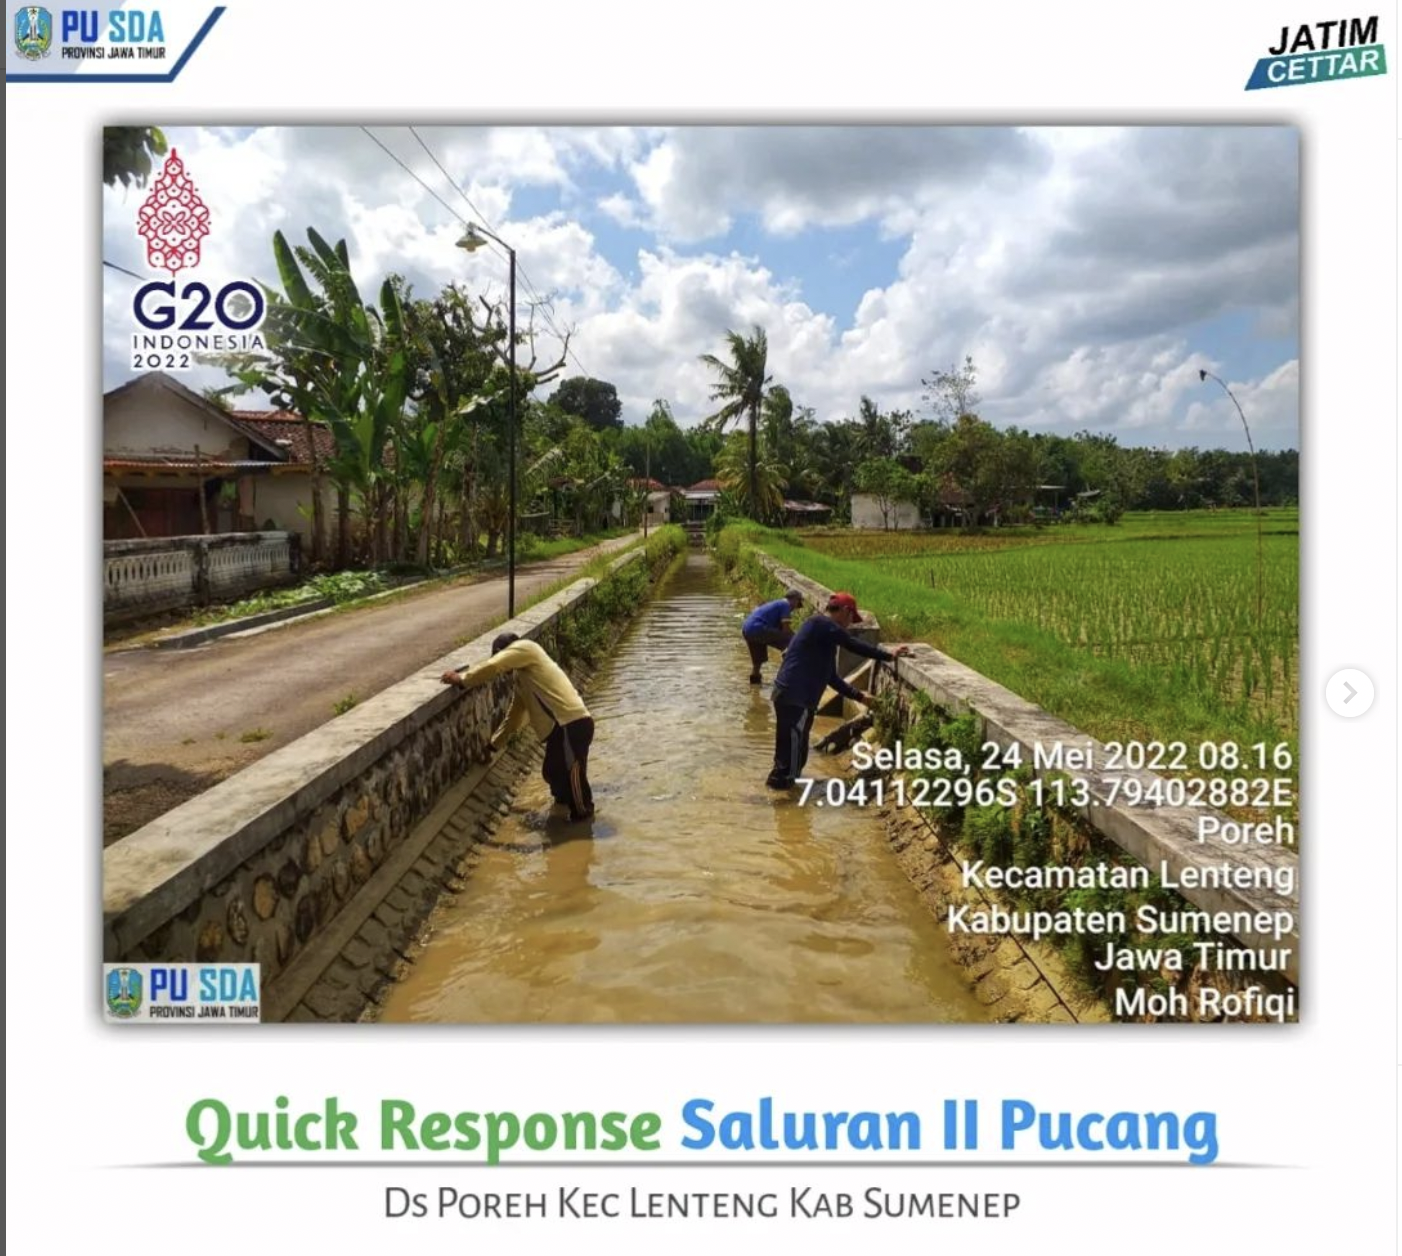 PU SDA
PROVINSI JAWA TIMUR
JATIM
CETTAR
G20
INDONESIA
2022
Selasa, 24 Mei 2022 08.16
7.04112296S 113.79402882E
Poreh
Kecamatan Lenteng
Kabupaten Sumenep
Jawa Timur
Moh Rofiqi
PU SDA
PROVINSI JAWA TIMUR
Quick Response Saluran II Pucang
Ds Poreh Kec Lenteng Kab Sumenep